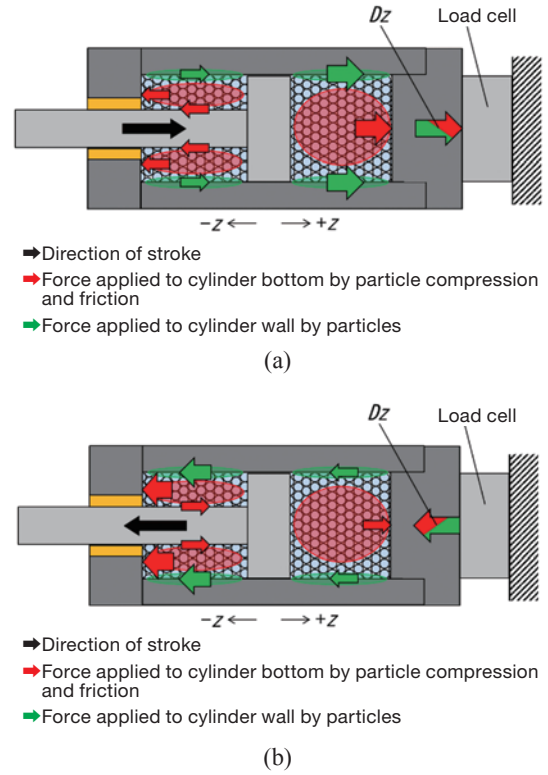 Dz
Load cell
−z ← → +z
Direction of stroke
Force applied to cylinder bottom by particle compression
and friction
Force applied to cylinder wall by particles
(a)
Dz
Load cell
−z ← → +z
Direction of stroke
Force applied to cylinder bottom by particle compression
and friction
Force applied to cylinder wall by particles
(b)